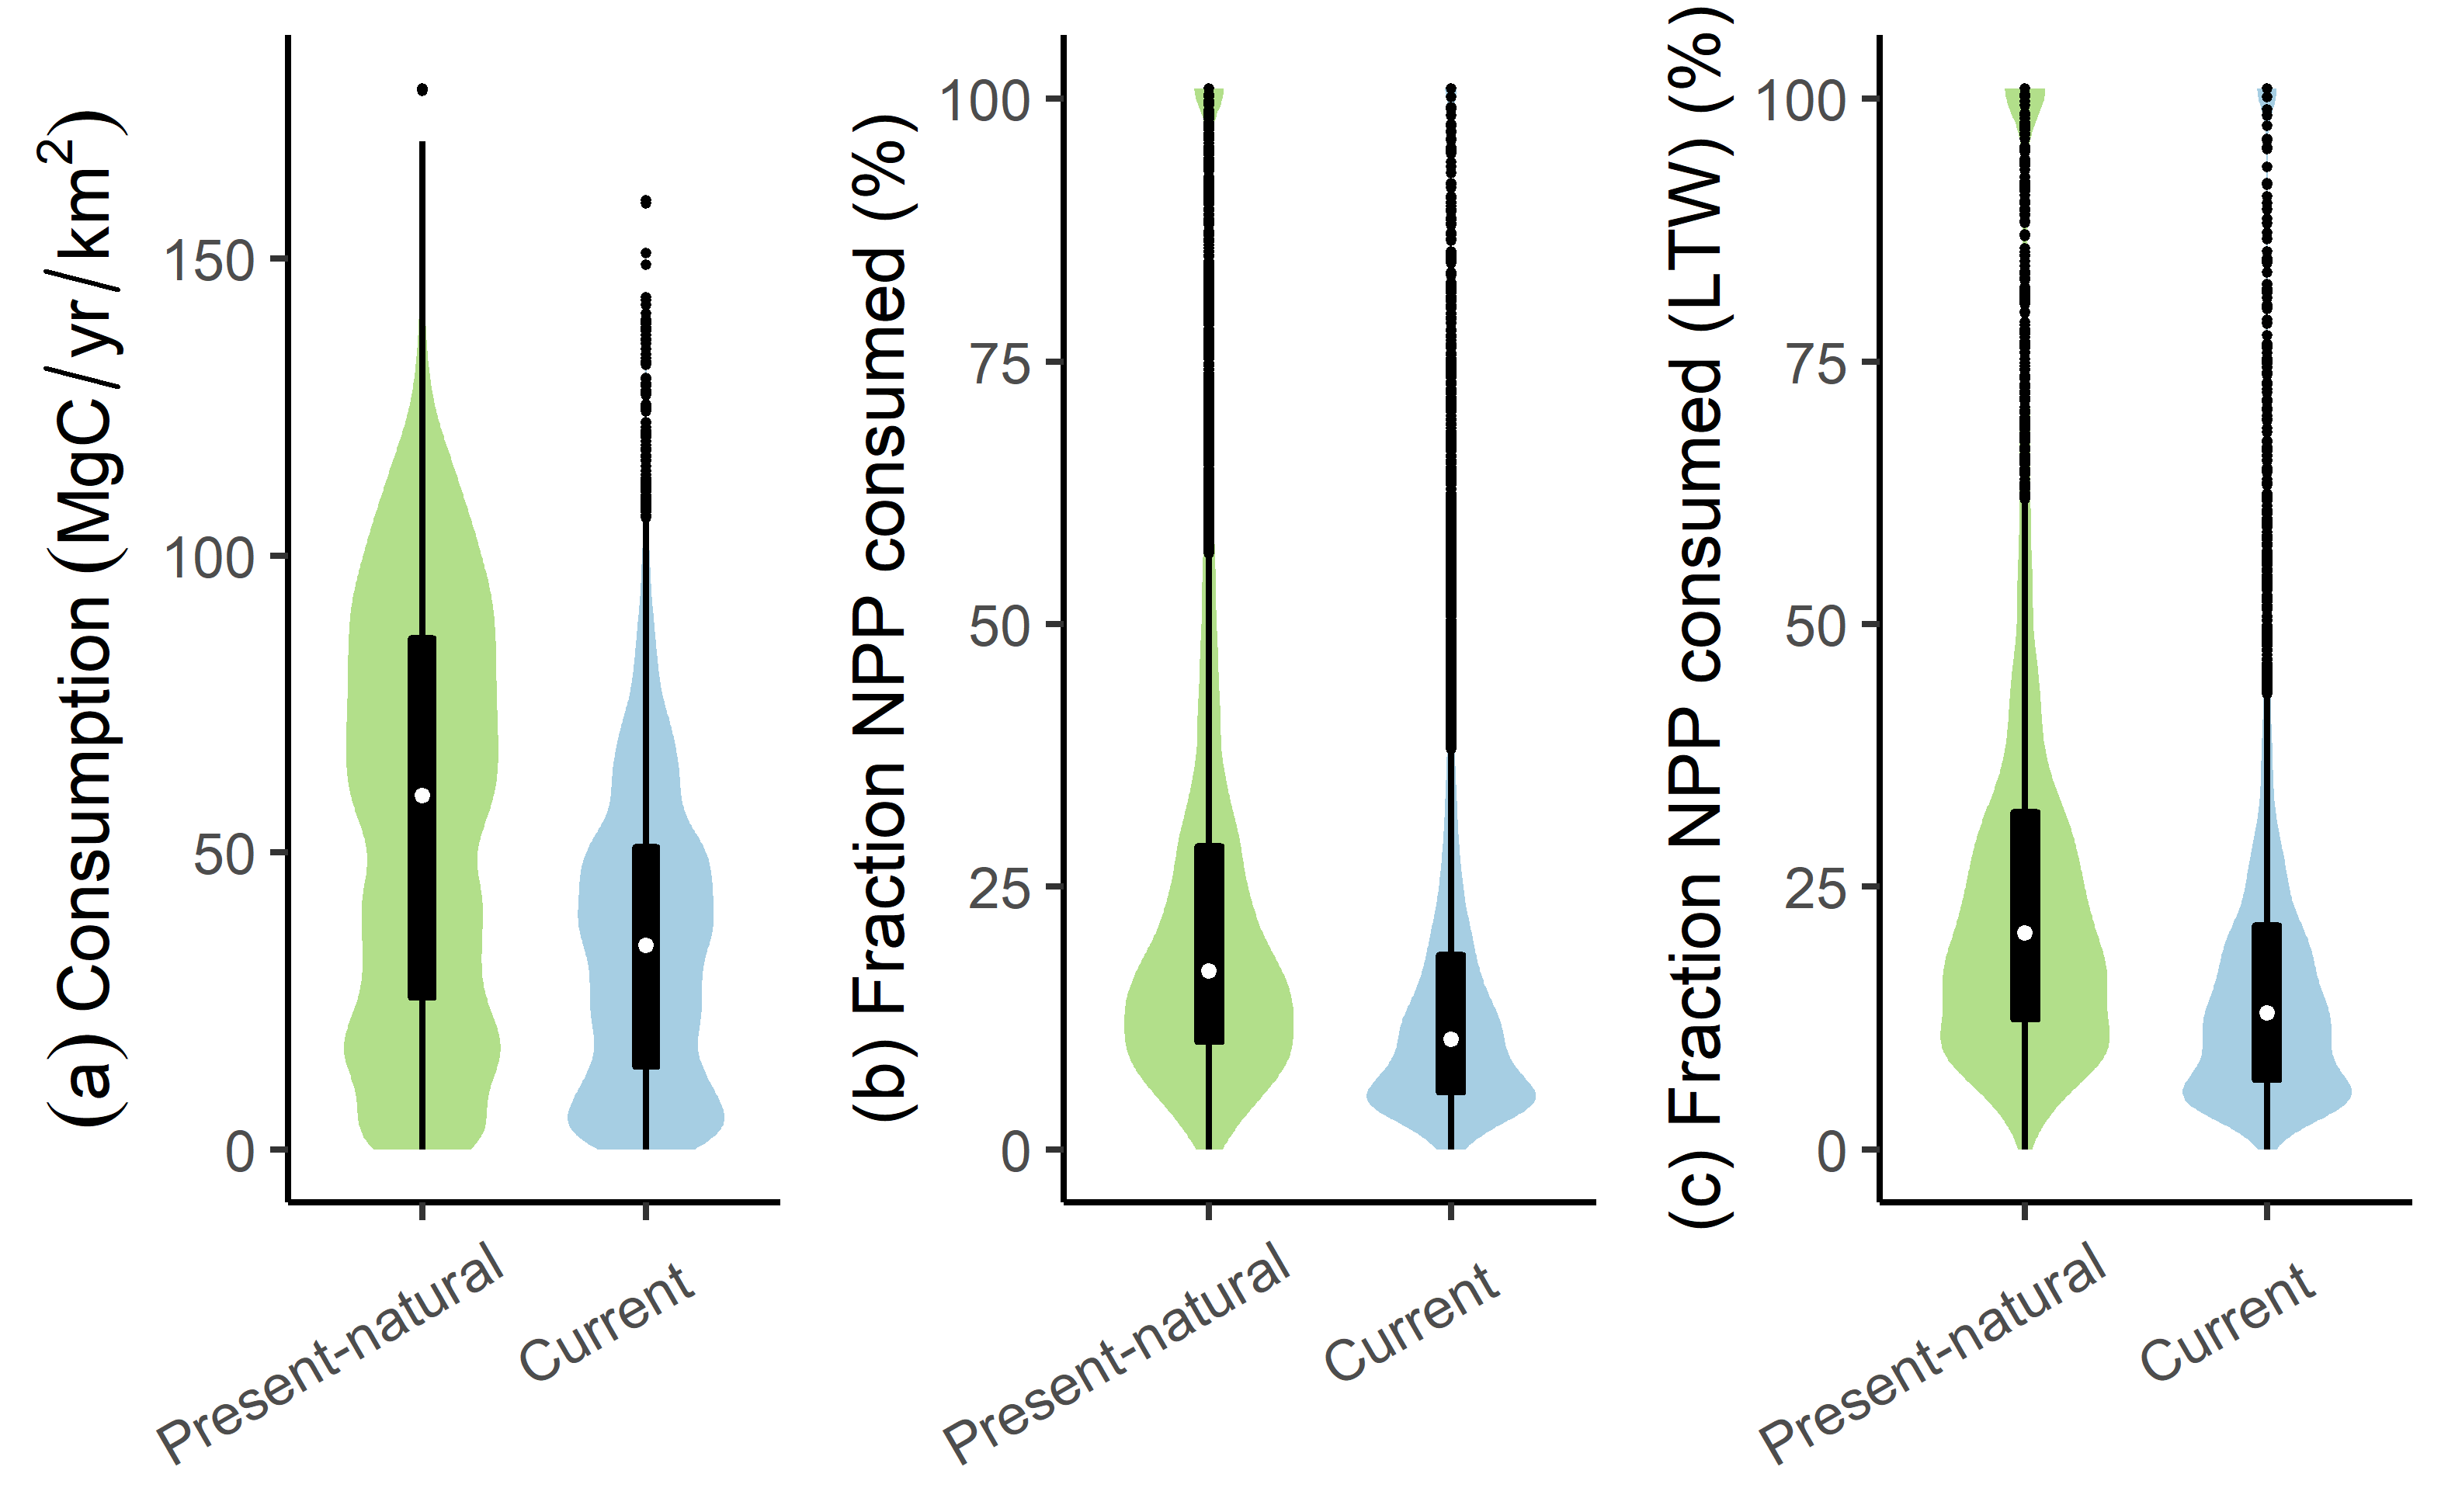 (a) Consumption (MgC/yr/km²)
150
100
50
0
Present-natural
Current
(b) Fraction NPP consumed (%)
100
75
50
25
0
Present-natural
Current
(c) Fraction NPP consumed (LTW) (%)
100
75
50
25
0
Present-natural
Current